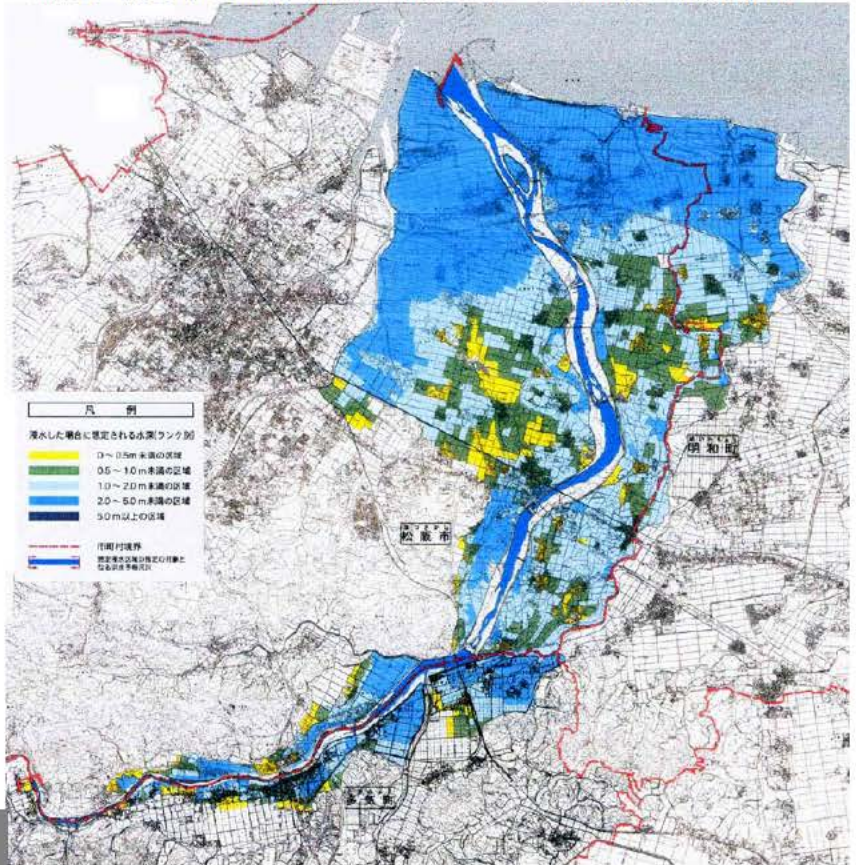 凡 例
浸水した場合に想定される水深(ランク別)
0～0.5m未満の区域
0.5～1.0m未満の区域
1.0～2.0m未満の区域
2.0～5.0m未満の区域
5.0m以上の区域
市町村境界
明和町
松阪市
多気町